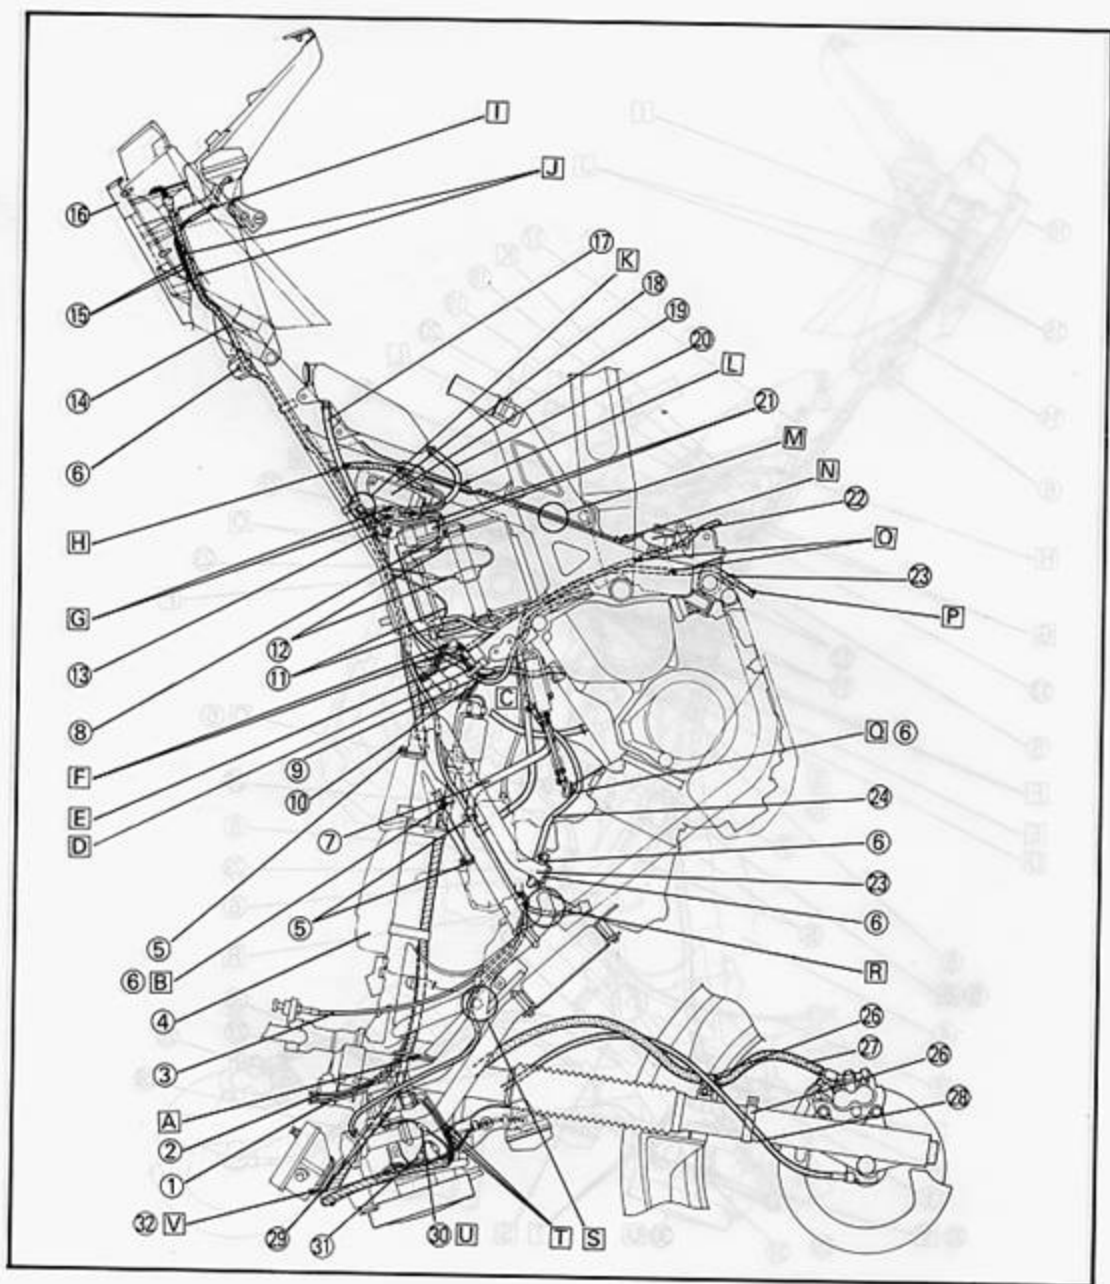 I
J
⑯
⑰ K
⑱
⑮
⑲
⑳
L
⑭
㉑
M
⑥
N
㉒
H
O
㉓
G
P
⑫
⑬
⑪
C
⑧
Q ⑥
⑨
F
⑩
㉔
E
⑦
⑥
D
㉓
⑥
⑤
⑤
R
⑥ B
④
㉖
㉗
③
㉖
㉘
A
②
①
㉜ V
㉙
㉛
㉚ U
T S